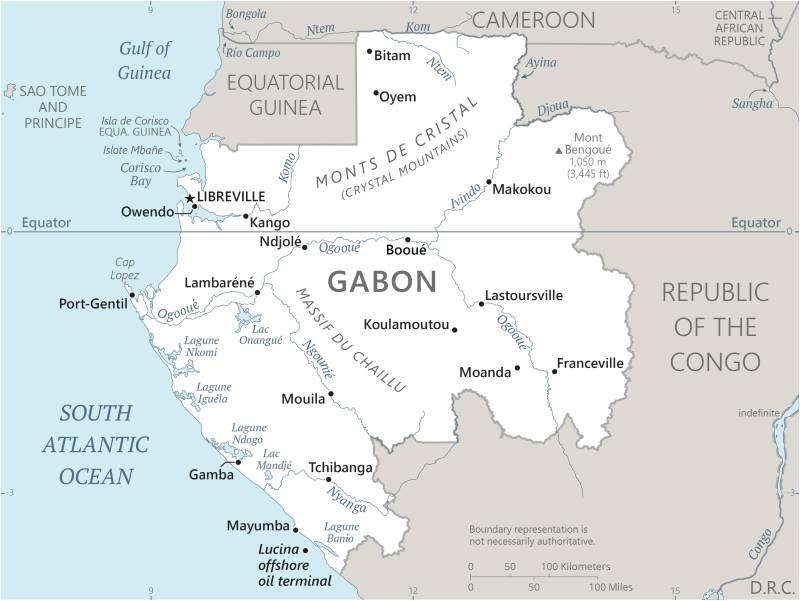 9
12
15
Bongola
Ntem
Kom
CAMEROON
CENTRAL
AFRICAN
REPUBLIC
Gulf of
Guinea
Río Campo
Bitam
Ntem
Ayina
SAO TOME
AND
PRINCIPE
EQUATORIAL
GUINEA
Oyem
Djoua
Sangha
Isla de Corisco
EQUA. GUINEA
Islote Mbañe
Corisco
Bay
Komo
MONTS DE CRISTAL
(CRYSTAL MOUNTAINS)
Mont
Bengoué
1,050 m
(3,445 ft)
LIBREVILLE
Owendo
Kango
Ivindo
Makokou
0
Equator
Equator
0
Ndjolé
Ogooué
Booué
Cap
Lopez
Port-Gentil
Lambaréné
Ogooué
GABON
Lastoursville
REPUBLIC
OF THE
CONGO
Lac
Onangué
MASSIF DU CHAILLU
Koulamoutou
Ogooué
Lagune
Nkomi
Ngounié
Moanda
Franceville
Lagune
Iguéla
Mouila
SOUTH
ATLANTIC
OCEAN
indefinite
Lagune
Ndogo
Lac
Mandjé
Gamba
Tchibanga
3
3
Nyanga
Mayumba
Lagune
Banio
Lucina
offshore
oil terminal
Boundary representation is
not necessarily authoritative.
0 50 100 Kilometers
0 50 100 Miles
Congo
D.R.C.
9
12
15